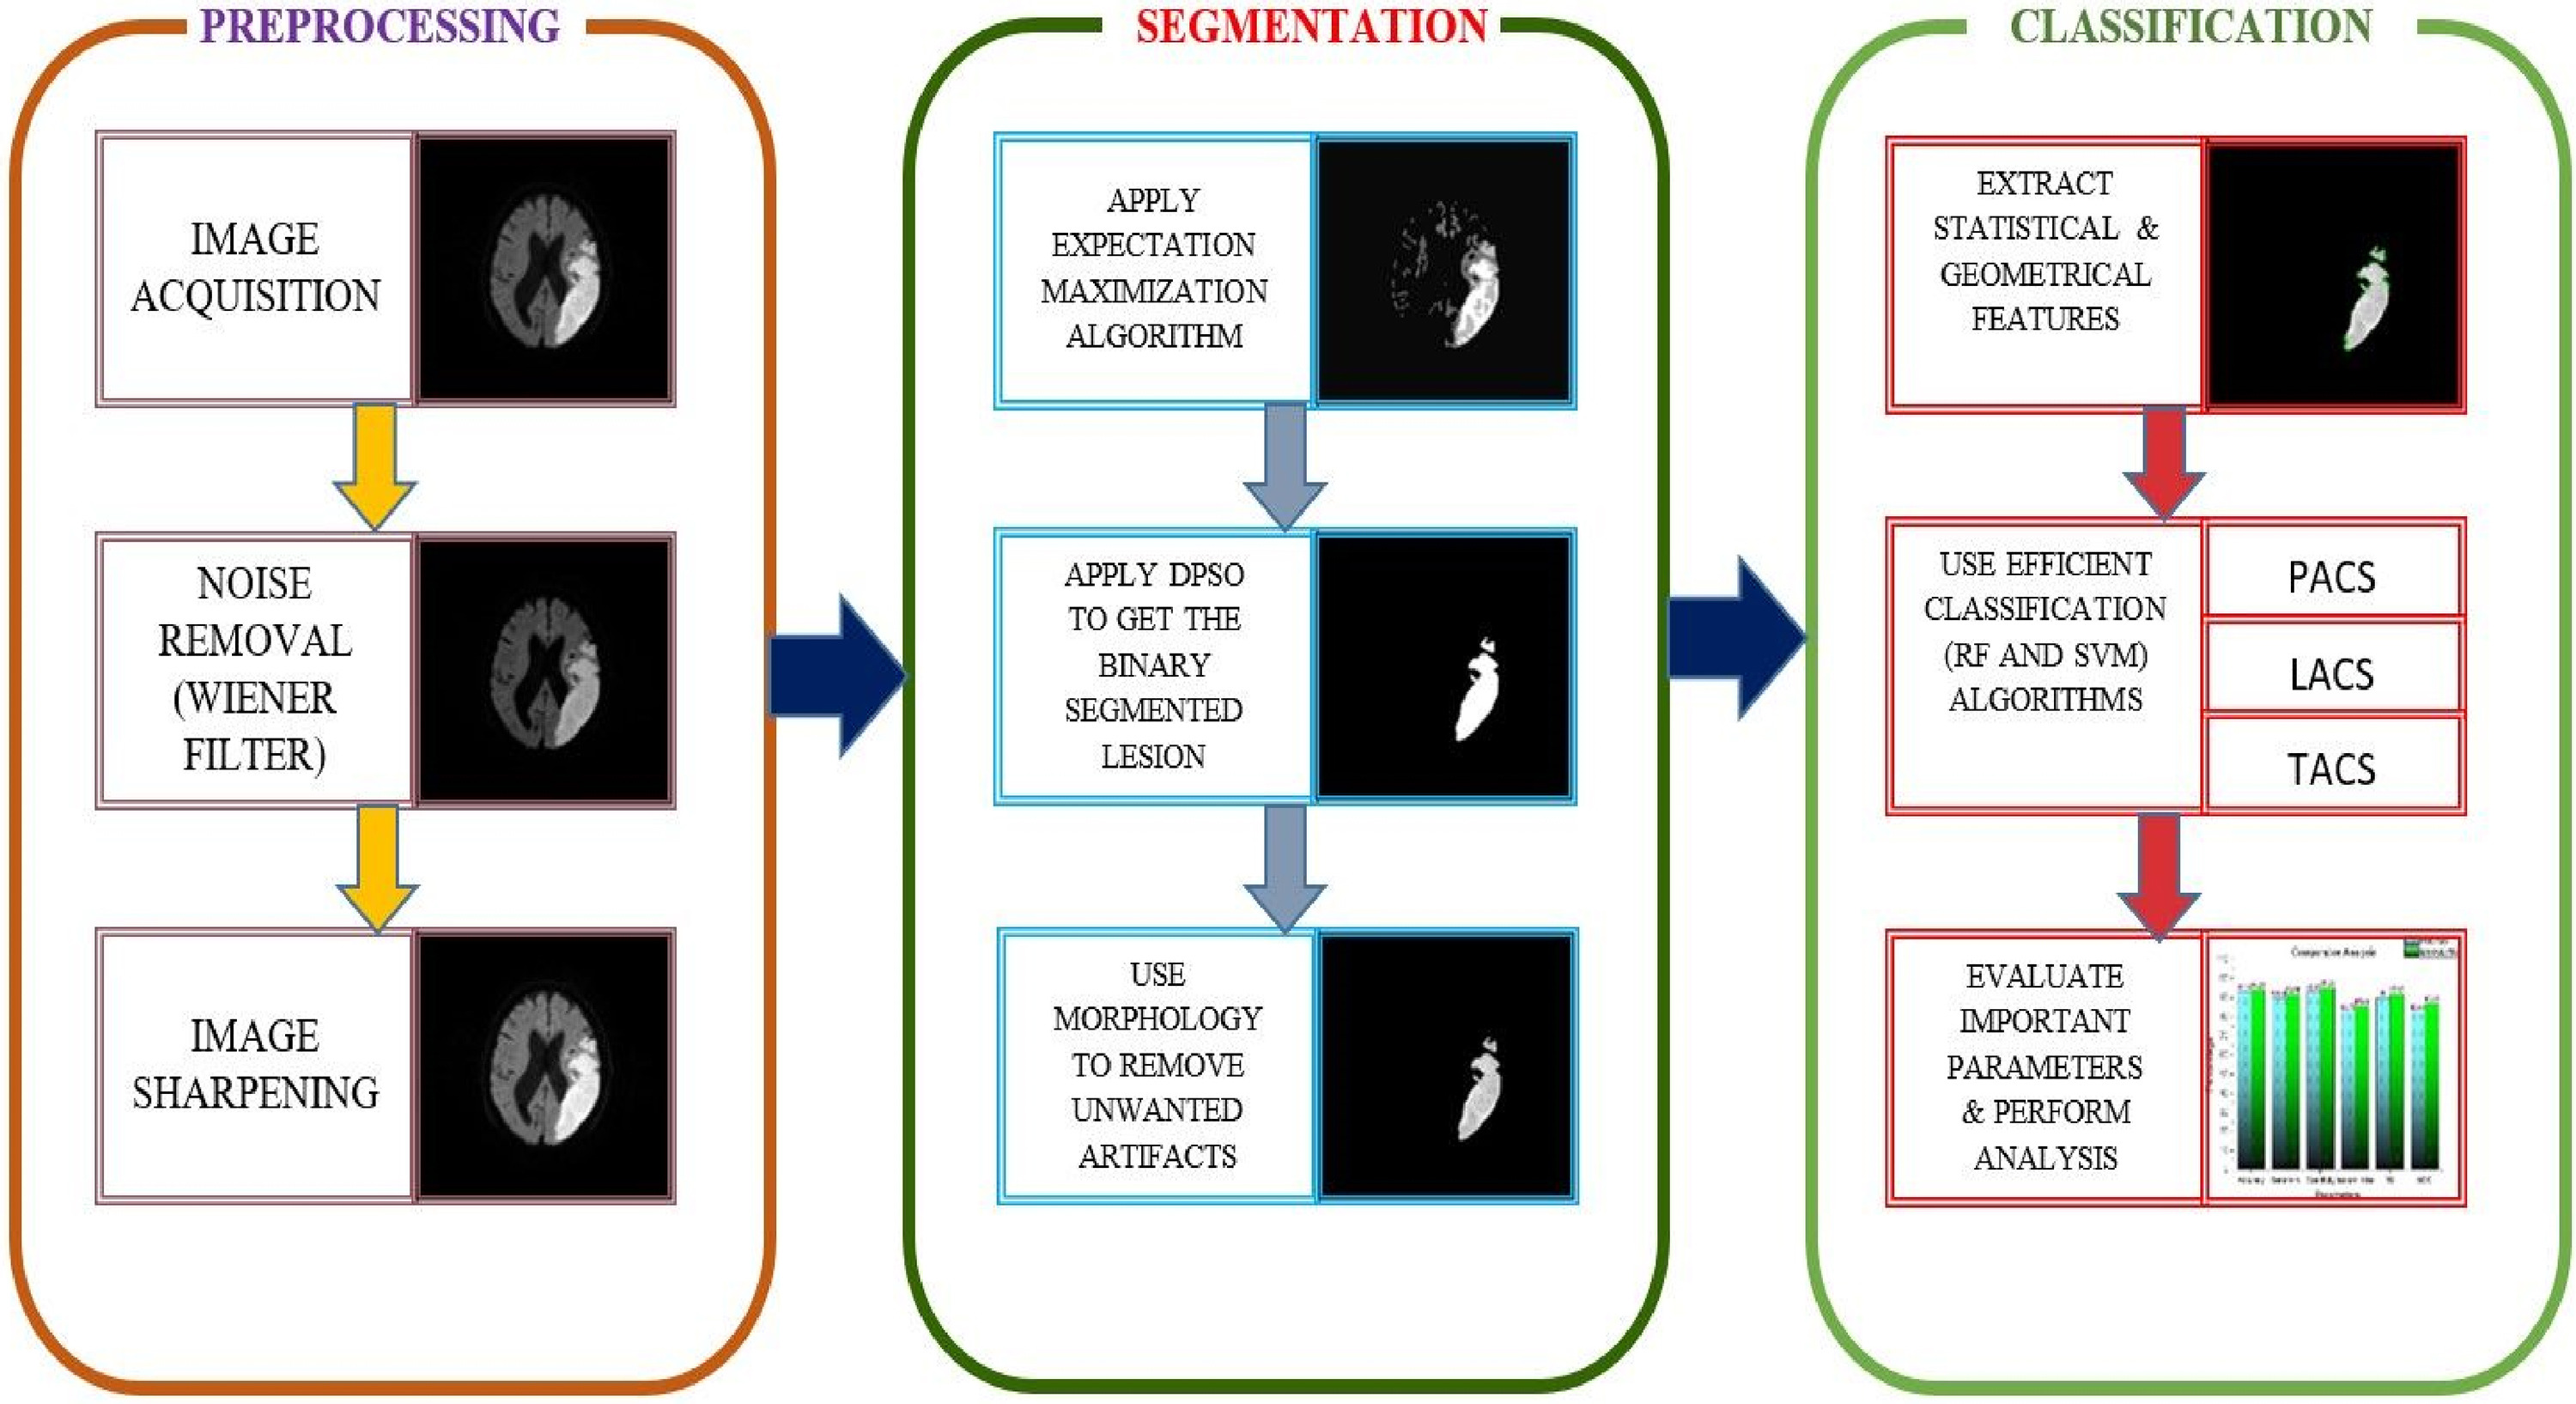 PREPROCESSING
IMAGE
ACQUISITION
NOISE
REMOVAL
(WIENER
FILTER)
IMAGE
SHARPENING
SEGMENTATION
APPLY
EXPECTATION
MAXIMIZATION
ALGORITHM
APPLY DPSO
TO GET THE
BINARY
SEGMENTED
LESION
USE
MORPHOLOGY
TO REMOVE
UNWANTED
ARTIFACTS
CLASSIFICATION
EXTRACT
STATISTICAL &
GEOMETRICAL
FEATURES
USE EFFICIENT
CLASSIFICATION
(RF AND SVM)
ALGORITHMS
PACS
LACS
TACS
EVALUATE
IMPORTANT
PARAMETERS
& PERFORM
ANALYSIS
Comparative Analysis